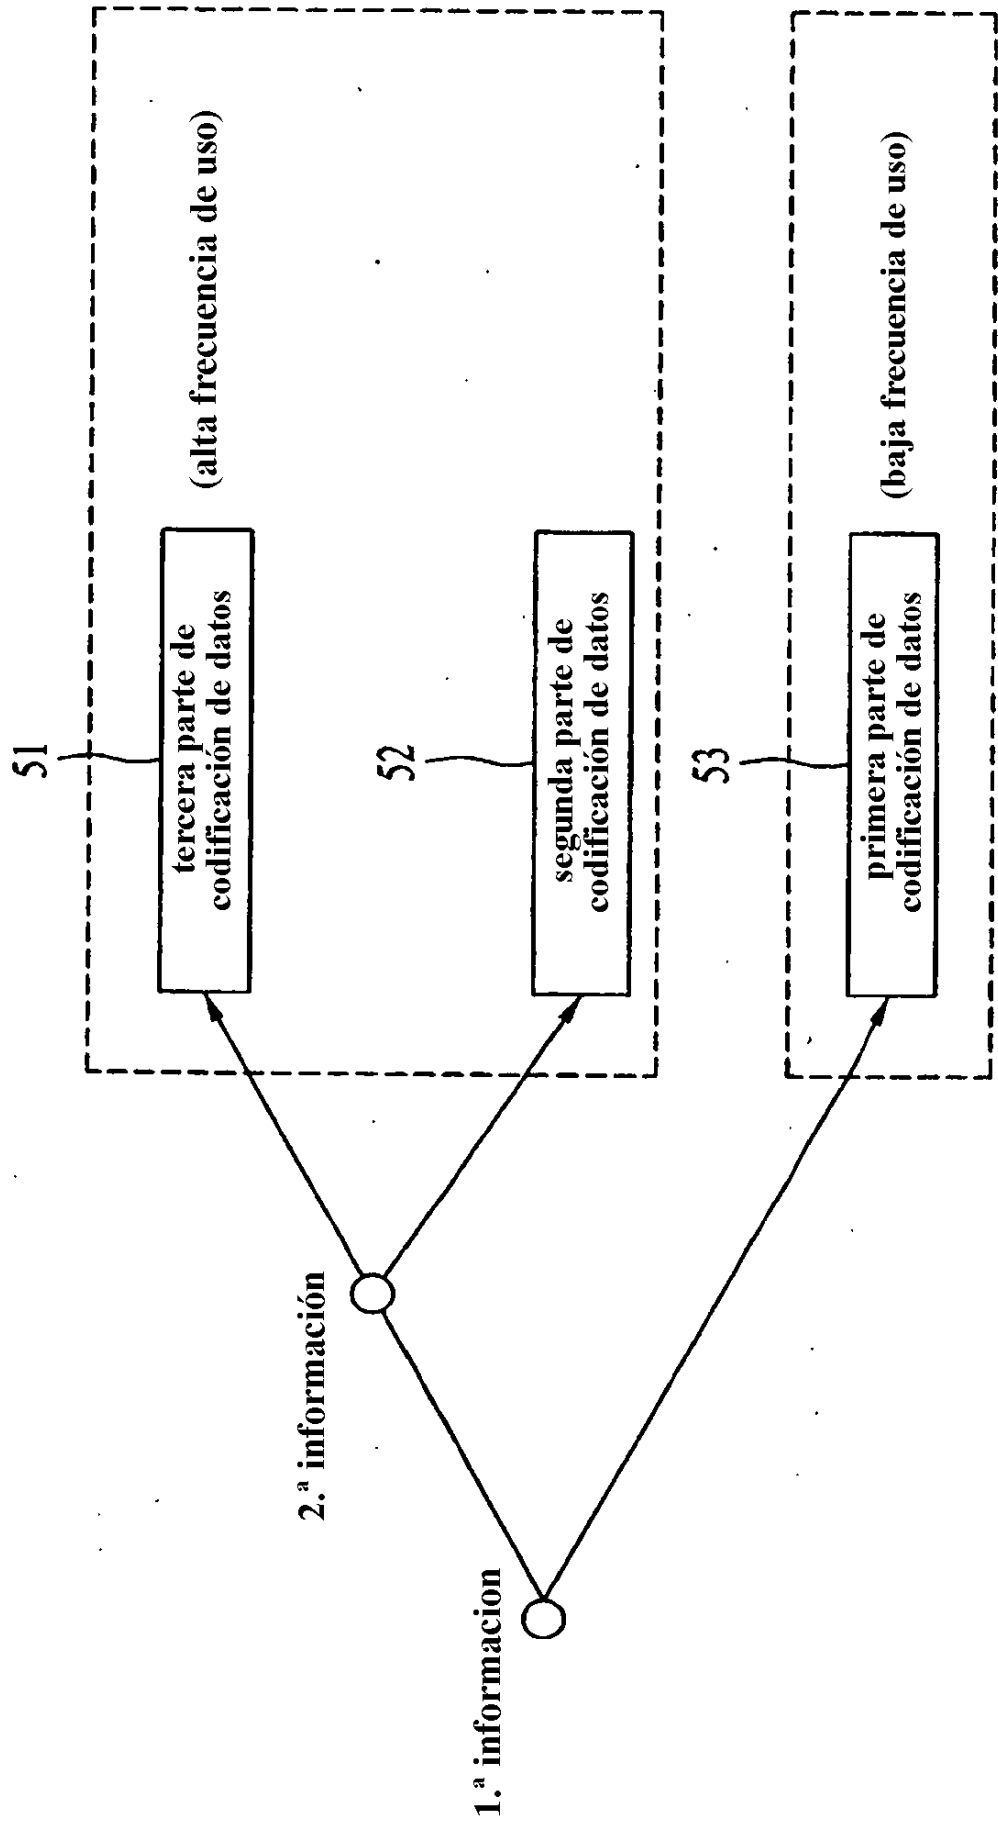 51
tercera parte de
codificación de datos
(alta frecuencia de uso)
2.ª información
52
segunda parte de
codificación de datos
1.ª informacion
53
primera parte de
codificación de datos
(baja frecuencia de uso)